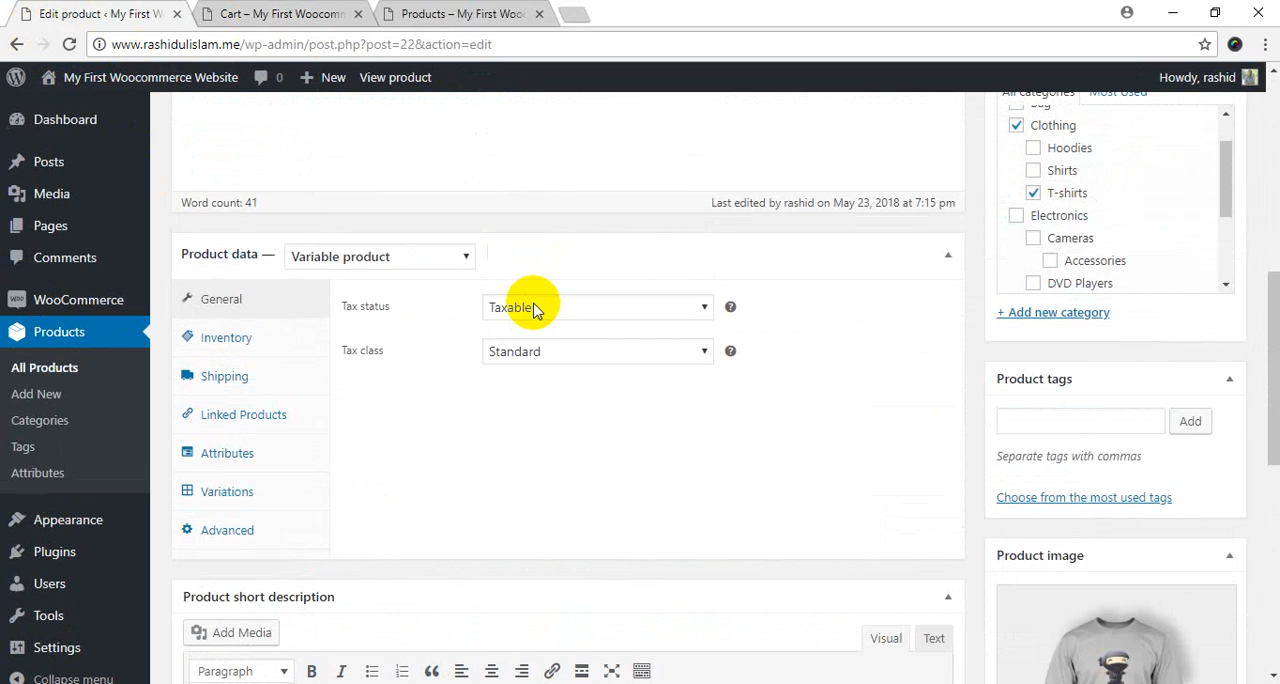 Edit product ‹ My First W
Cart – My First Woocomm
Products – My First Woo
www.rashidulislam.me/wp-admin/post.php?post=22&action=edit
My First Woocommerce Website
0
New
View product
Howdy, rashid
Dashboard
Posts
Media
Pages
Comments
WooCommerce
Products
All Products
Add New
Categories
Tags
Attributes
Appearance
Plugins
Users
Tools
Settings
Collapse menu
Word count: 41
Last edited by rashid on May 23, 2018 at 7:15 pm
Product data —
Variable product
General
Inventory
Shipping
Linked Products
Attributes
Variations
Advanced
Tax status
Taxable
Tax class
Standard
Product short description
Add Media
Visual
Text
Paragraph
B
I
All categories
Most Used
Bag
Clothing
Hoodies
Shirts
T-shirts
Electronics
Cameras
Accessories
DVD Players
+ Add new category
Product tags
Add
Separate tags with commas
Choose from the most used tags
Product image